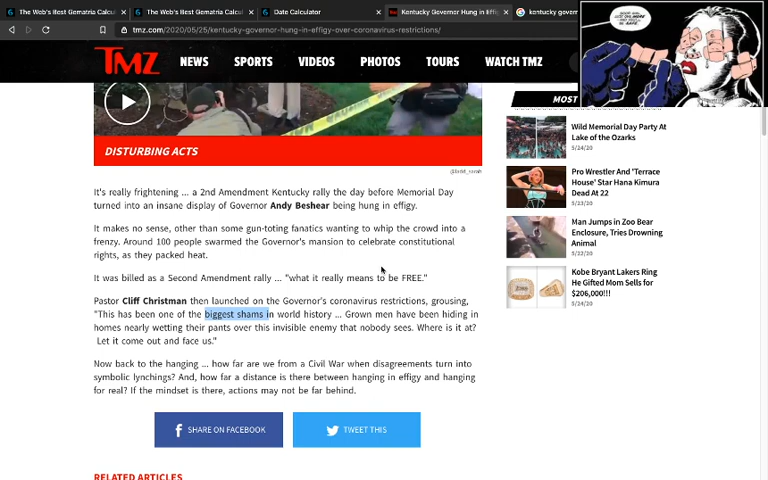 The Web's Best Gematria Calcul
The Web's Best Gematria Calcul
Date Calculator
Kentucky Governor Hung in Effig
kentucky gover
tmz.com/2020/05/25/kentucky-governor-hung-in-effigy-over-coronavirus-restrictions/
TMZ
NEWS
SPORTS
VIDEOS
PHOTOS
TOURS
WATCH TMZ
DISTURBING ACTS
It's really frightening ... a 2nd Amendment Kentucky rally the day before Memorial Day
turned into an insane display of Governor Andy Beshear being hung in effigy.
It makes no sense, other than some gun-toting fanatics wanting to whip the crowd into a
frenzy. Around 100 people swarmed the Governor's mansion to celebrate constitutional
rights, as they packed heat.
It was billed as a Second Amendment rally ... "what it really means to be FREE."
Pastor Cliff Christman then launched on the Governor's coronavirus restrictions, grousing,
"This has been one of the biggest shams in world history ... Grown men have been hiding in
homes nearly wetting their pants over this invisible enemy that nobody sees. Where is it at?
Let it come out and face us."
Now back to the hanging ... how far are we from a Civil War when disagreements turn into
symbolic lynchings? And, how far a distance is there between hanging in effigy and hanging
for real? If the mindset is there, actions may not be far behind.
SHARE ON FACEBOOK
TWEET THIS
RELATED ARTICLES
MOST
Wild Memorial Day Party At
Lake of the Ozarks
5/24/20
Pro Wrestler And 'Terrace
House' Star Hana Kimura
Dead At 22
5/23/20
Man Jumps in Zoo Bear
Enclosure, Tries Drowning
Animal
5/22/20
Kobe Bryant Lakers Ring
He Gifted Mom Sells for
$206,000!!!
5/24/20